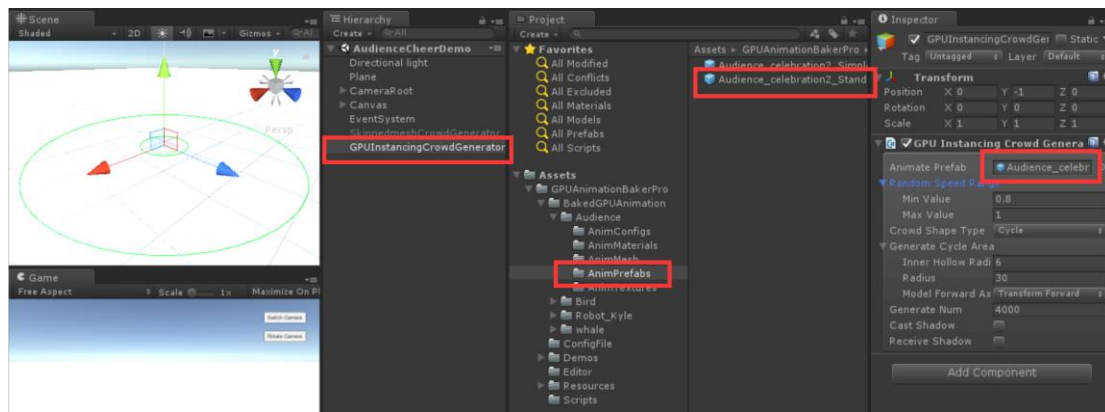 Scene
Shaded
2D
Gizmos
All
y
Persp
Game
Free Aspect
Scale
1x
Maximize On Pl
Switch Camera
Rotate Camera
Hierarchy
Create
All
AudienceCheerDemo
Directional light
Plane
CameraRoot
Canvas
EventSystem
SkinnedmeshCrowdGenerator
GPUInstancingCrowdGenerator
Project
Create
Favorites
All Modified
All Conflicts
All Excluded
All Materials
All Models
All Prefabs
All Scripts
Assets
GPUAnimationBakerPro
BakedGPUAnimation
Audience
AnimConfigs
AnimMaterials
AnimMesh
AnimPrefabs
AnimTextures
Bird
Robot_Kyle
whale
ConfigFile
Demos
Editor
Resources
Scripts
Assets ▸ GPUAnimationBakerPro ▸
Audience_celebration2_Simpl
Audience_celebration2_Stand
Inspector
GPUInstancingCrowdGer Static
Tag Untagged Layer Default
Transform
Position X 0 Y -1 Z 0
Rotation X 0 Y 0 Z 0
Scale X 1 Y 1 Z 1
GPU Instancing Crowd Genera
Animate Prefab Audience_celebr
Random Speed Range
Min Value 0.8
Max Value 1
Crowd Shape Type Cycle
Generate Cycle Area
Inner Hollow Radi 6
Radius 30
Model Forward Ax Transform Forward
Generate Num 4000
Cast Shadow
Receive Shadow
Add Component